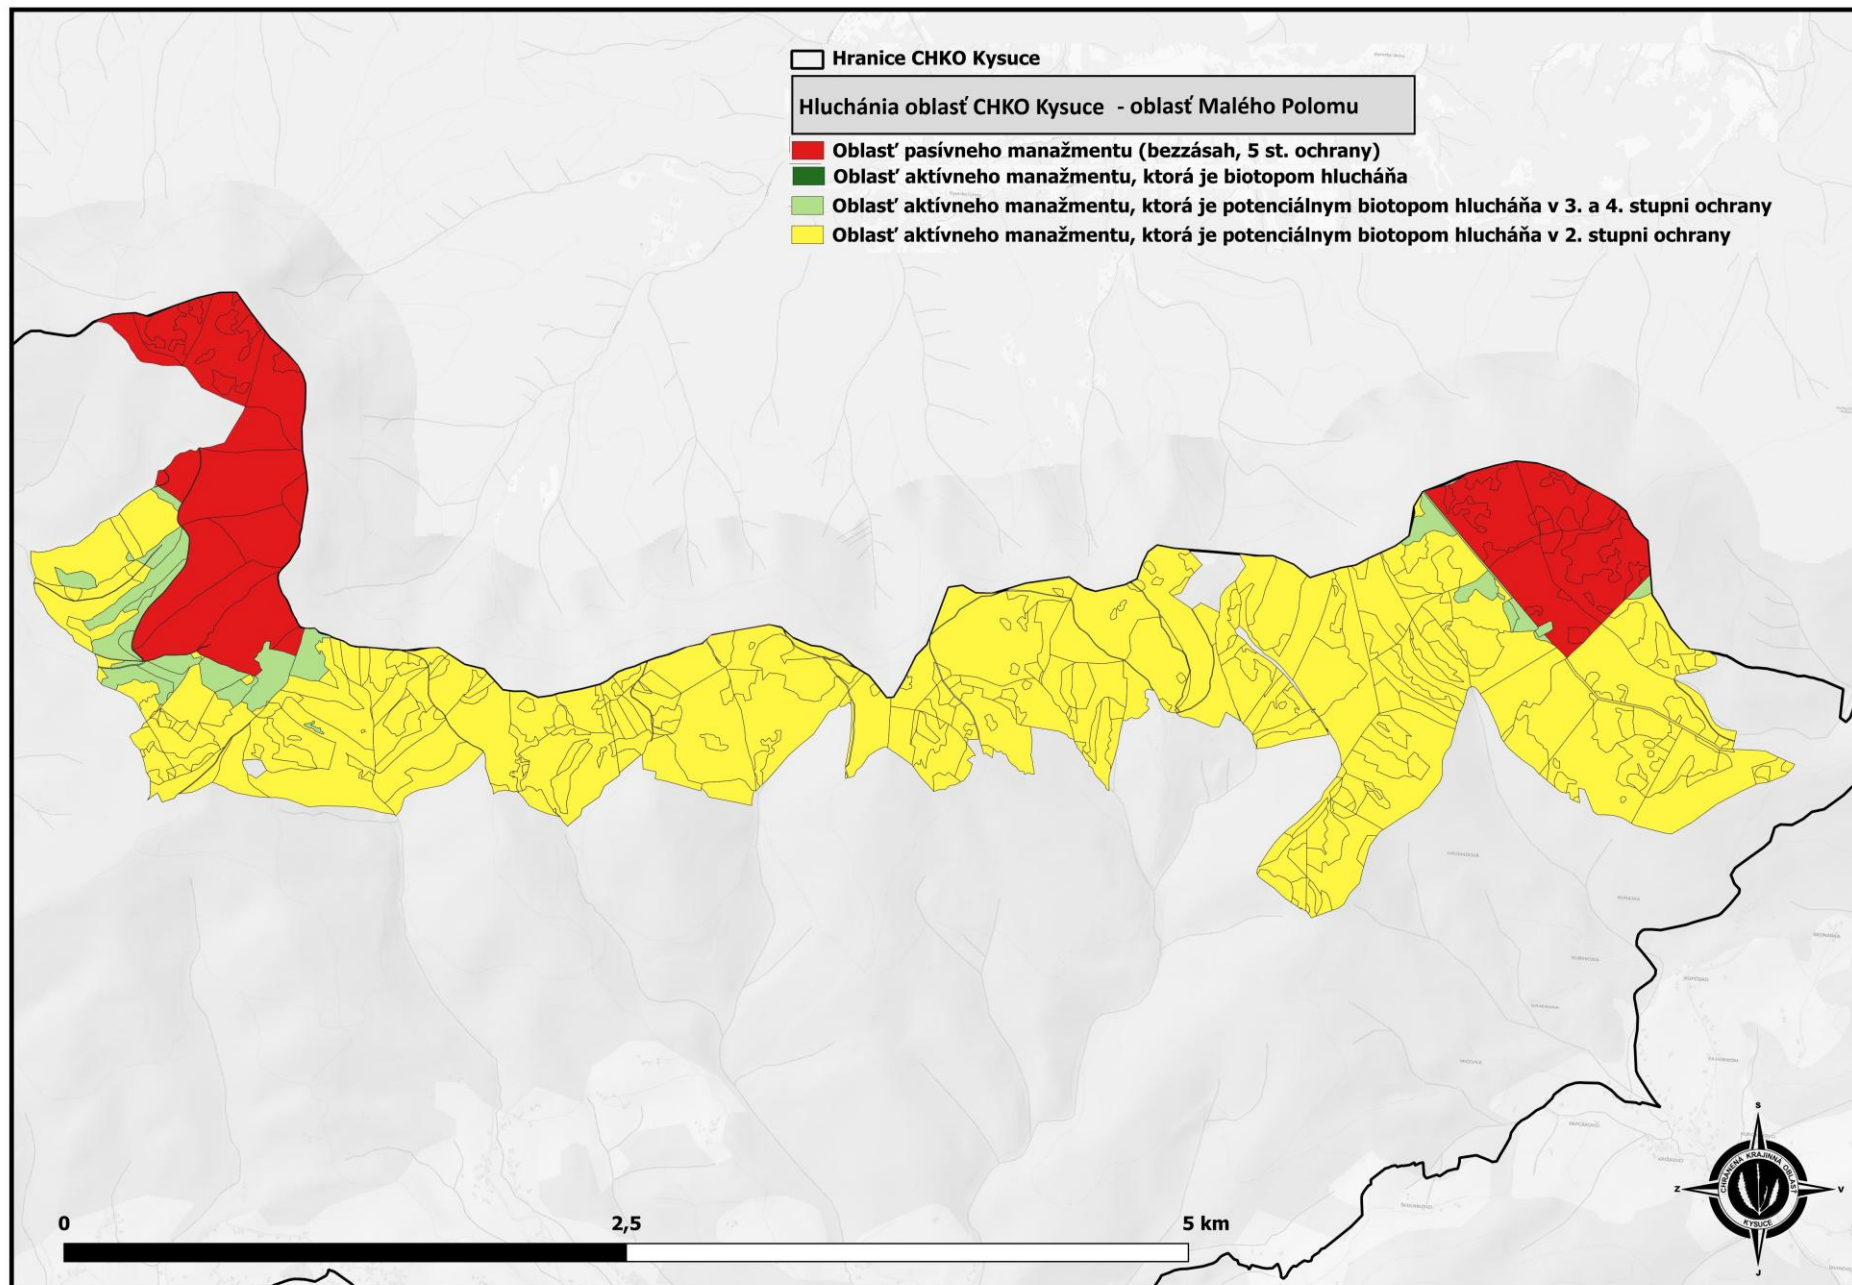 Hranice CHKO Kysuce
Hluchánia oblasť CHKO Kysuce - oblasť Malého Polomu
Oblasť pasívneho manažmentu (bezzásah, 5 st. ochrany)
Oblasť aktívneho manažmentu, ktorá je biotopom hlucháňa
Oblasť aktívneho manažmentu, ktorá je potenciálnym biotopom hlucháňa v 3. a 4. stupni ochrany
Oblasť aktívneho manažmentu, ktorá je potenciálnym biotopom hlucháňa v 2. stupni ochrany
0 2,5 5 km
S
Z V
J
CHRÁNENÁ KRAJINNÁ OBLASŤ
KYSUCE